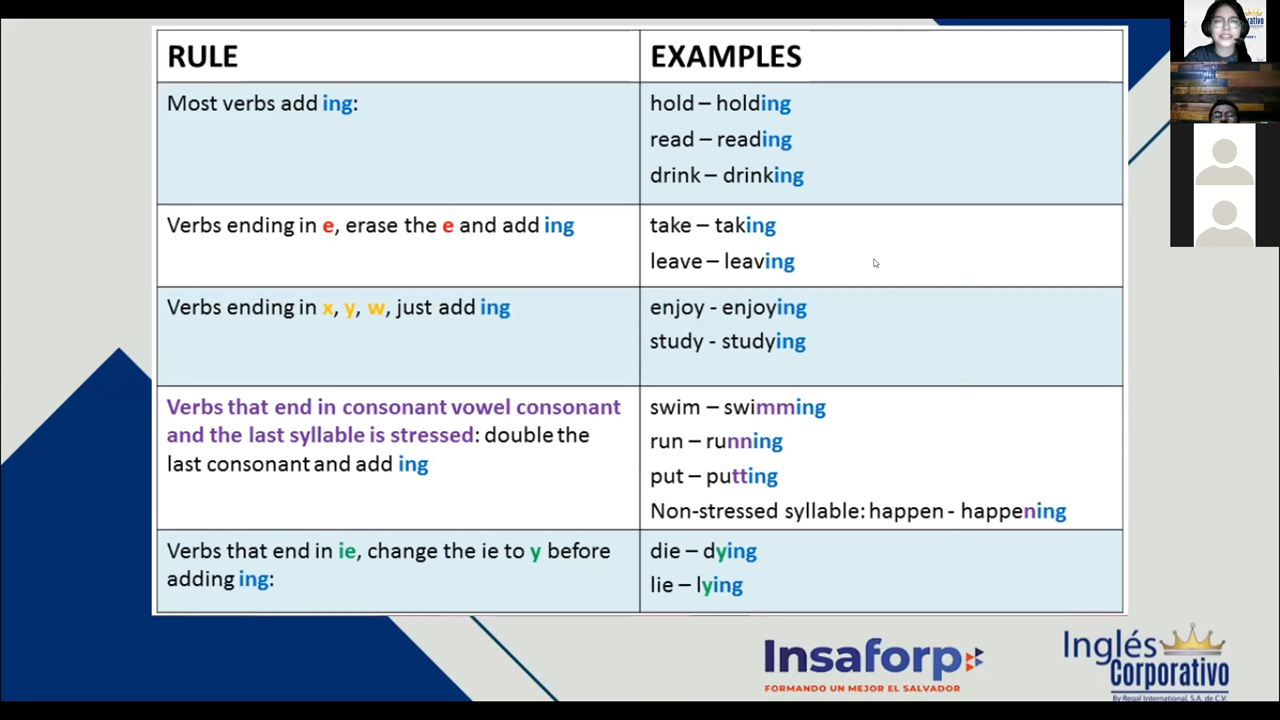 RULE
EXAMPLES
Most verbs add ing:
hold – holding
read – reading
drink – drinking
Verbs ending in e, erase the e and add ing
take – taking
leave – leaving
Verbs ending in x, y, w, just add ing
enjoy - enjoying
study - studying
Verbs that end in consonant vowel consonant
and the last syllable is stressed: double the
last consonant and add ing
swim – swimming
run – running
put – putting
Non-stressed syllable: happen - happening
Verbs that end in ie, change the ie to y before
adding ing:
die – dying
lie – lying
Insaforp
FORMANDO UN MEJOR EL SALVADOR
Inglés
Corporativo
By Regal International, S.A. de C.V.